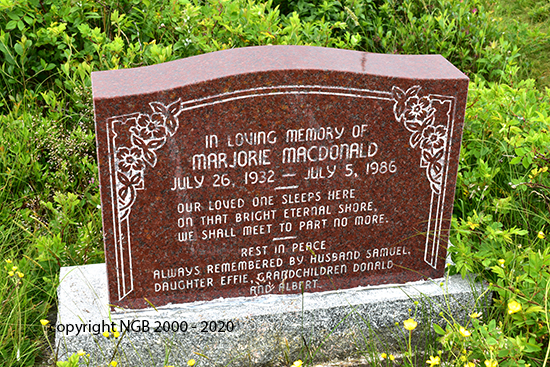 IN LOVING MEMORY OF
MARJORIE MACDONALD
JULY 26, 1932 — JULY 5, 1986
OUR LOVED ONE SLEEPS HERE
ON THAT BRIGHT ETERNAL SHORE,
WE SHALL MEET TO PART NO MORE.
REST IN PEACE
ALWAYS REMEMBERED BY HUSBAND SAMUEL,
DAUGHTER EFFIE, GRANDCHILDREN DONALD
AND ALBERT.
copyright NGB 2000 - 2020